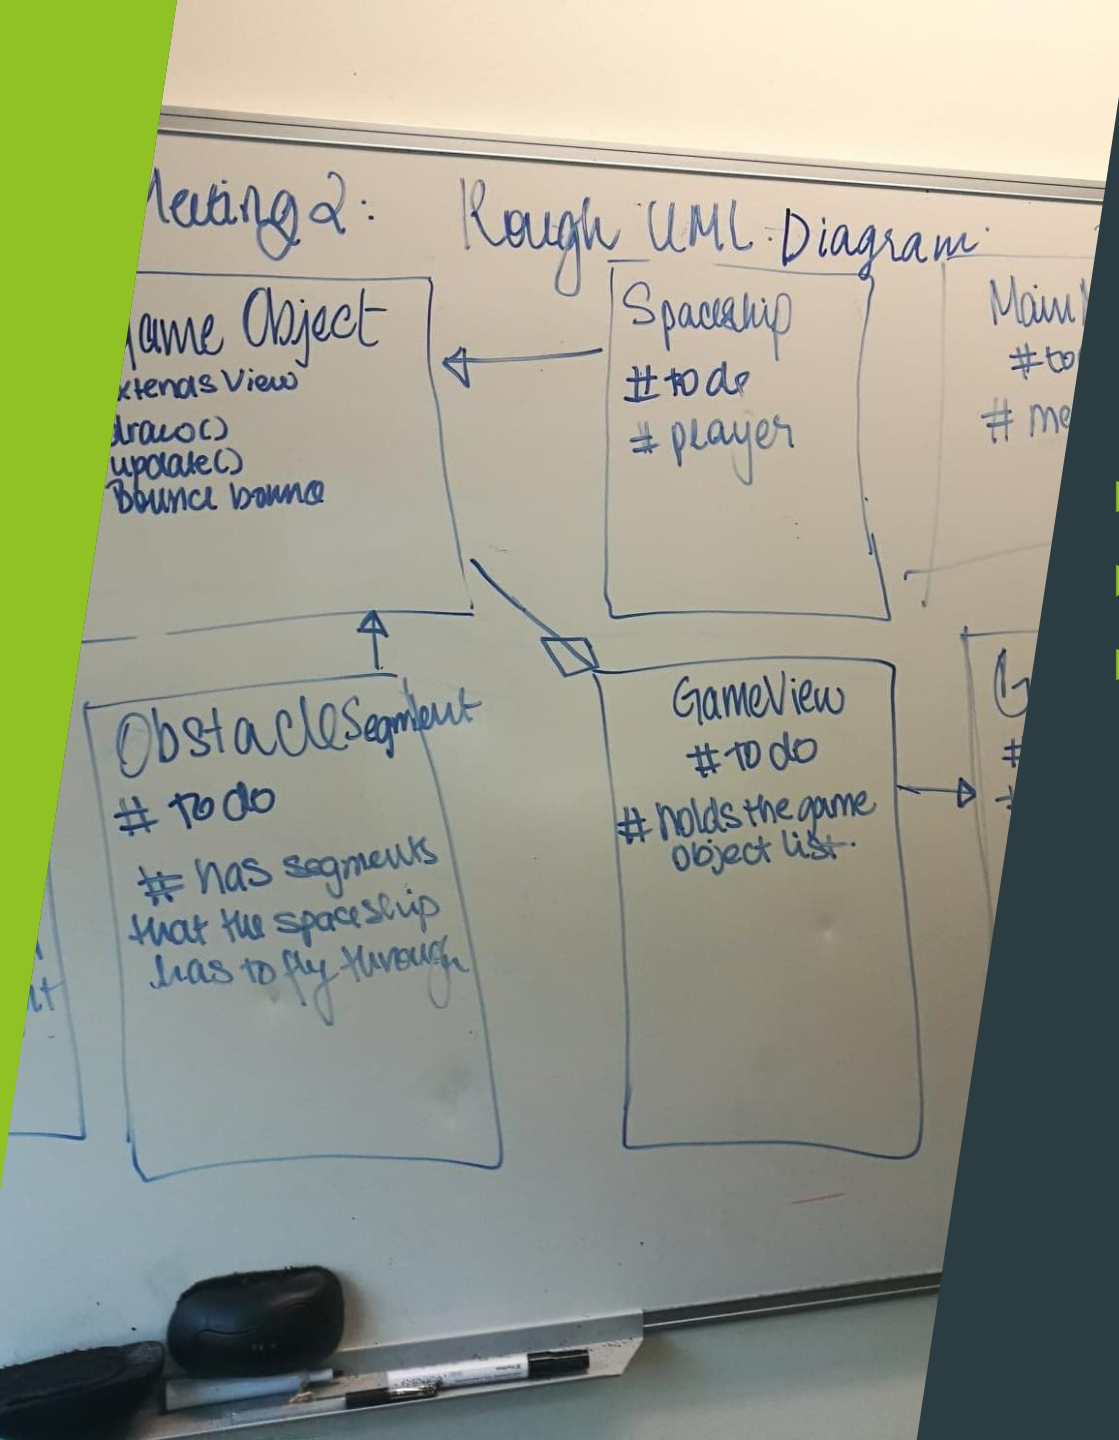 Meeting 2: Rough UML Diagram
Game Object
extends View
draw()
update()
Bounce bounce
Spaceship
# to do
# player
Main
# to
# me
ObstacleSegment
# to do
# has segments
that the spaceship
has to fly through
GameView
# to do
# holds the game
object list.
G
#